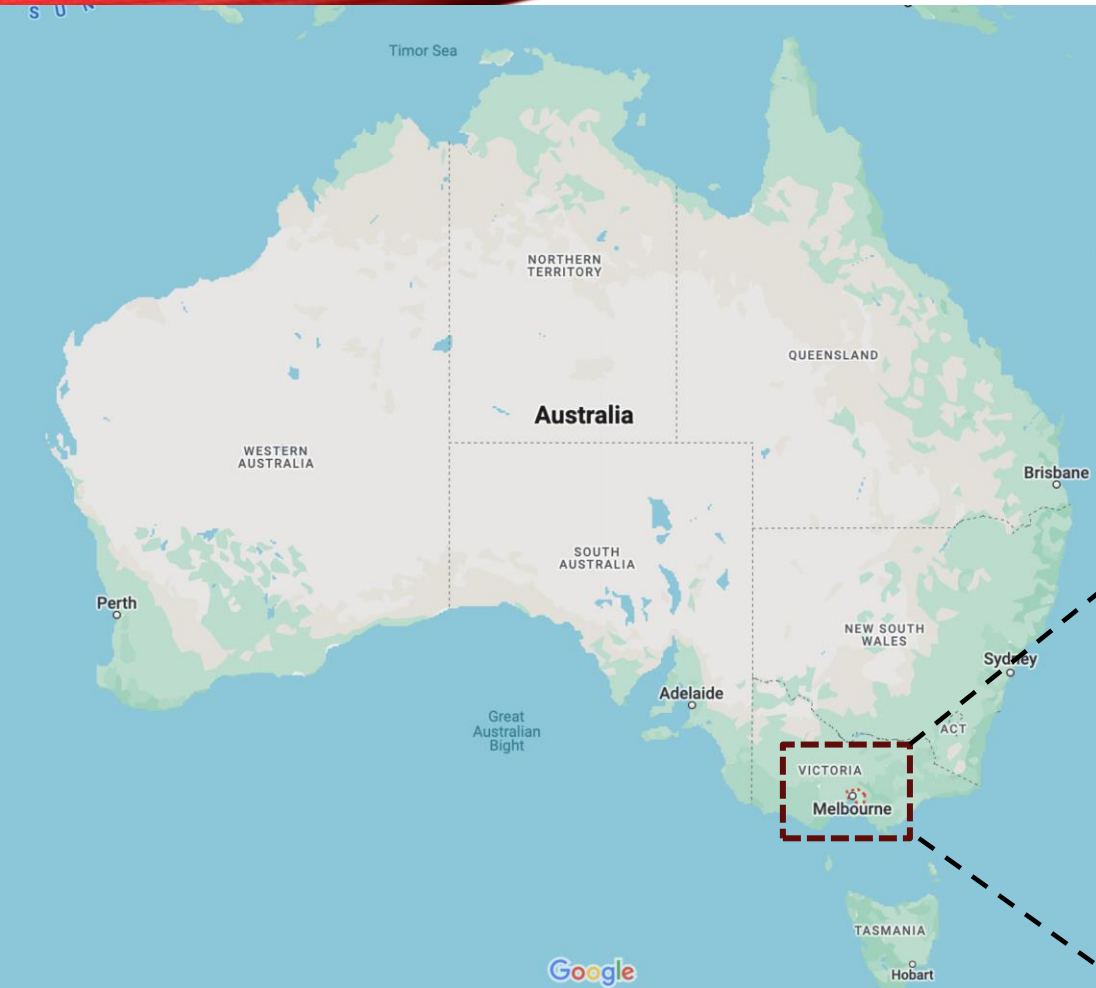 Timor Sea
NORTHERN
TERRITORY
QUEENSLAND
Australia
WESTERN
AUSTRALIA
Brisbane
SOUTH
AUSTRALIA
Perth
NEW SOUTH
WALES
Sydney
Adelaide
Great
Australian
Bight
ACT
VICTORIA
Melbourne
TASMANIA
Google
Hobart